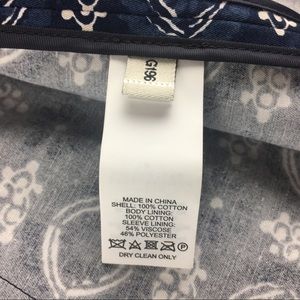 G196
MADE IN CHINA
SHELL: 100% COTTON
BODY LINING:
100% COTTON
SLEEVE LINING:
54% VISCOSE
46% POLYESTER
P
DRY CLEAN ONLY